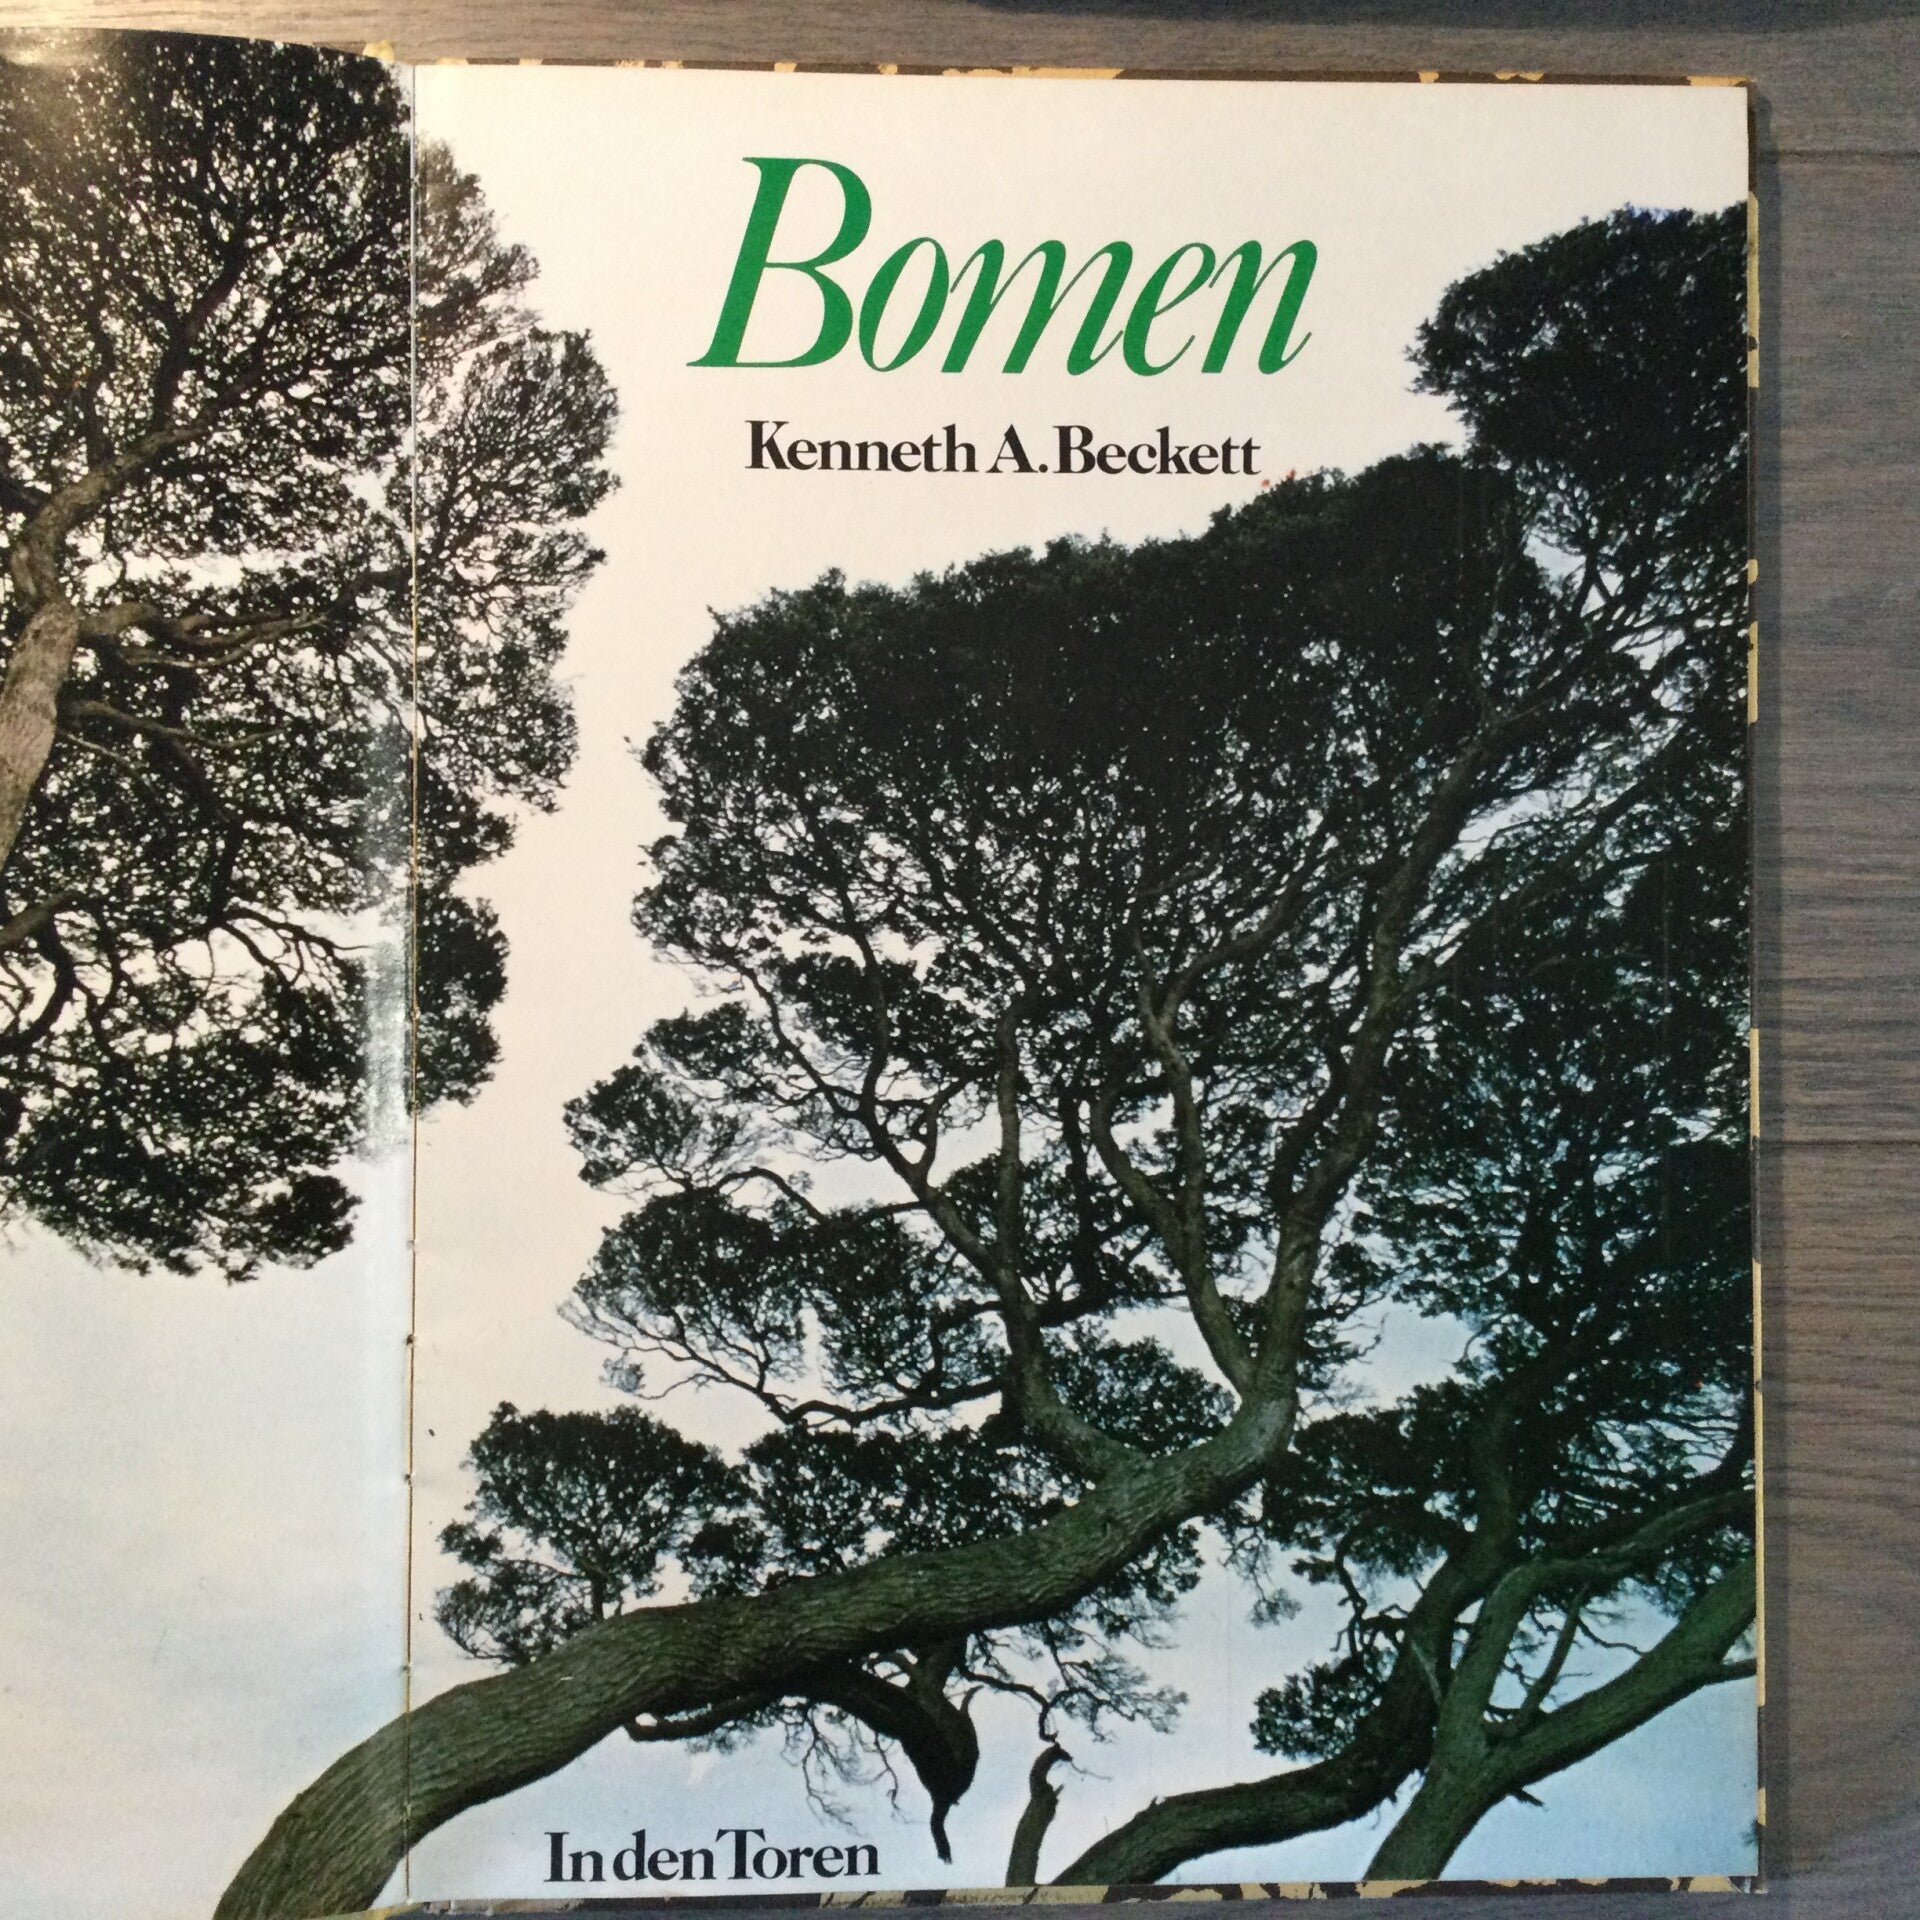 Bomen
Kenneth A. Beckett
In den Toren